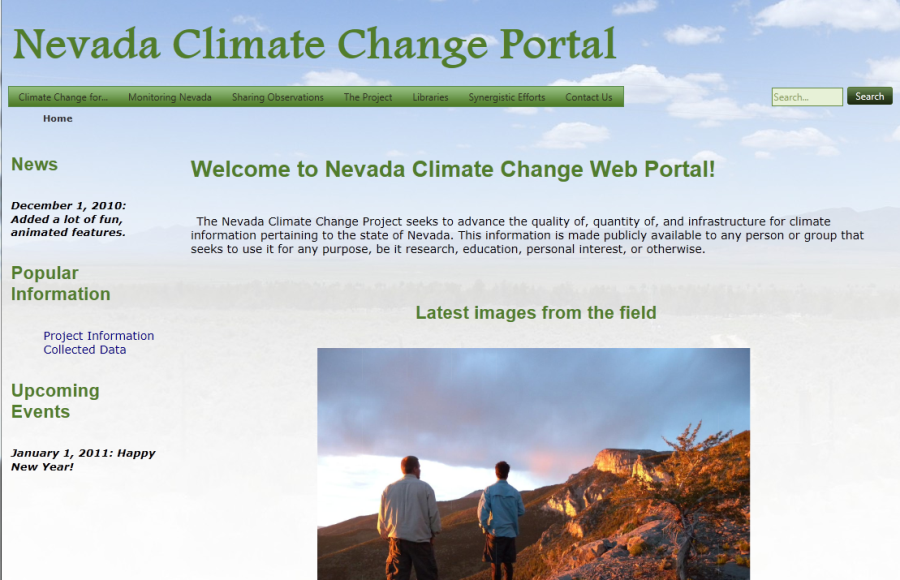 Nevada Climate Change Portal
Climate Change for... Monitoring Nevada Sharing Observations The Project Libraries Synergistic Efforts Contact Us
Search... Search
Home
News
December 1, 2010:
Added a lot of fun,
animated features.
Popular
Information
Project Information
Collected Data
Upcoming
Events
January 1, 2011: Happy
New Year!
Welcome to Nevada Climate Change Web Portal!
The Nevada Climate Change Project seeks to advance the quality of, quantity of, and infrastructure for climate
information pertaining to the state of Nevada. This information is made publicly available to any person or group that
seeks to use it for any purpose, be it research, education, personal interest, or otherwise.
Latest images from the field